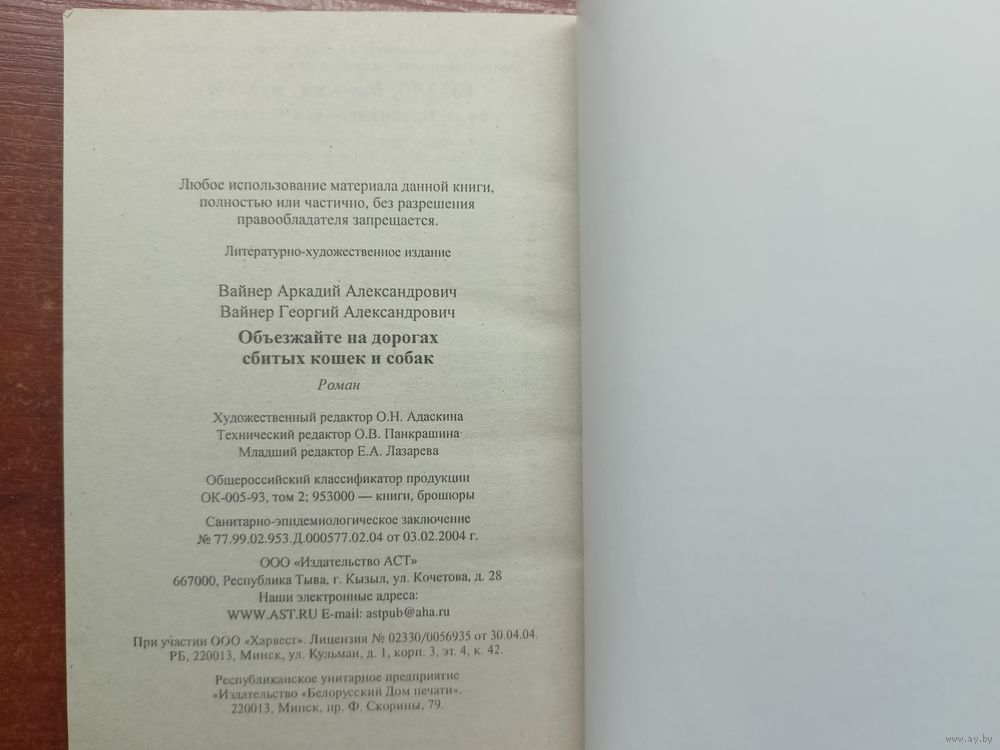 Любое использование материала данной книги,
полностью или частично, без разрешения
правообладателя запрещается.
Литературно-художественное издание
Вайнер Аркадий Александрович
Вайнер Георгий Александрович
Объезжайте на дорогах
сбитых кошек и собак
Роман
Художественный редактор О.Н. Адаскина
Технический редактор О.В. Панкрашина
Младший редактор Е.А. Лазарева
Общероссийский классификатор продукции
ОК-005-93, том 2; 953000 — книги, брошюры
Санитарно-эпидемиологическое заключение
№ 77.99.02.953.Д.000577.02.04 от 03.02.2004 г.
ООО «Издательство АСТ»
667000, Республика Тыва, г. Кызыл, ул. Кочетова, д. 28
Наши электронные адреса:
WWW.AST.RU E-mail: astpub@aha.ru
При участии ООО «Харвест». Лицензия № 02330/0056935 от 30.04.04.
РБ, 220013, Минск, ул. Кульман, д. 1, корп. 3, эт. 4, к. 42.
Республиканское унитарное предприятие
«Издательство «Белорусский Дом печати».
220013, Минск, пр. Ф. Скорины, 79.
www.ay.by